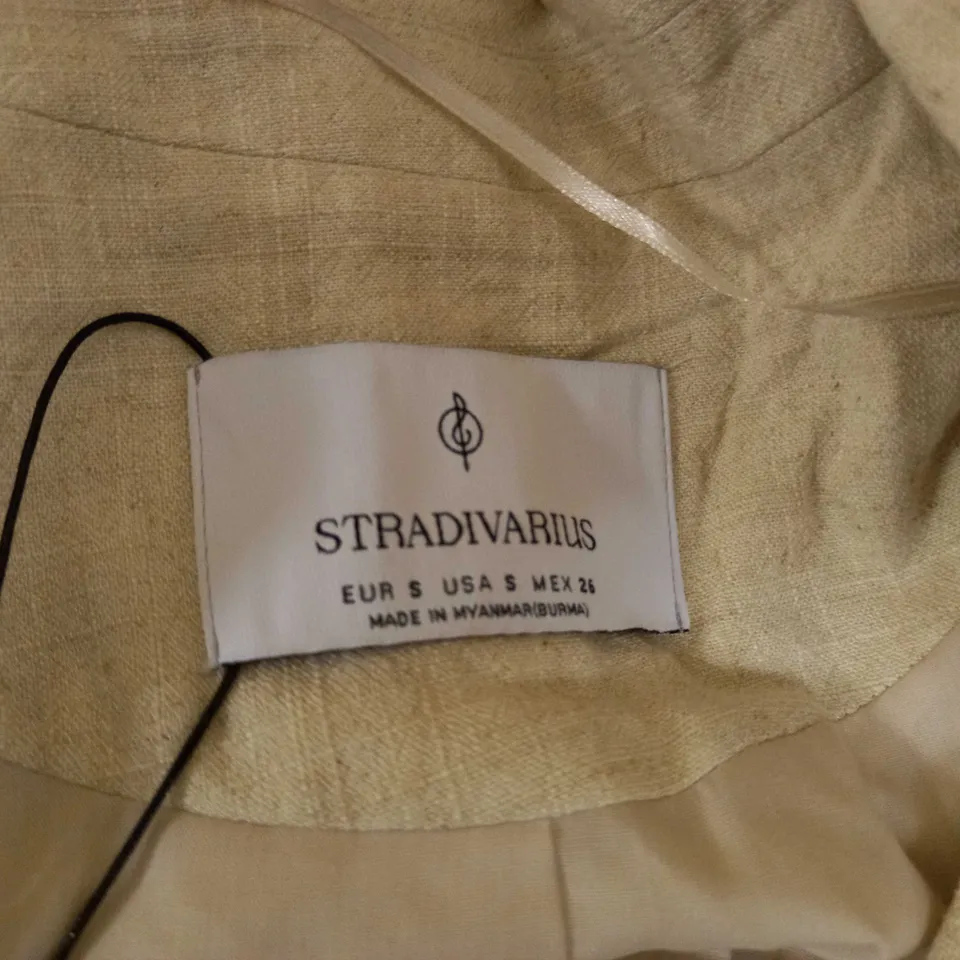 STRADIVARIUS
EUR S USA S MEX 26
MADE IN MYANMAR(BURMA)